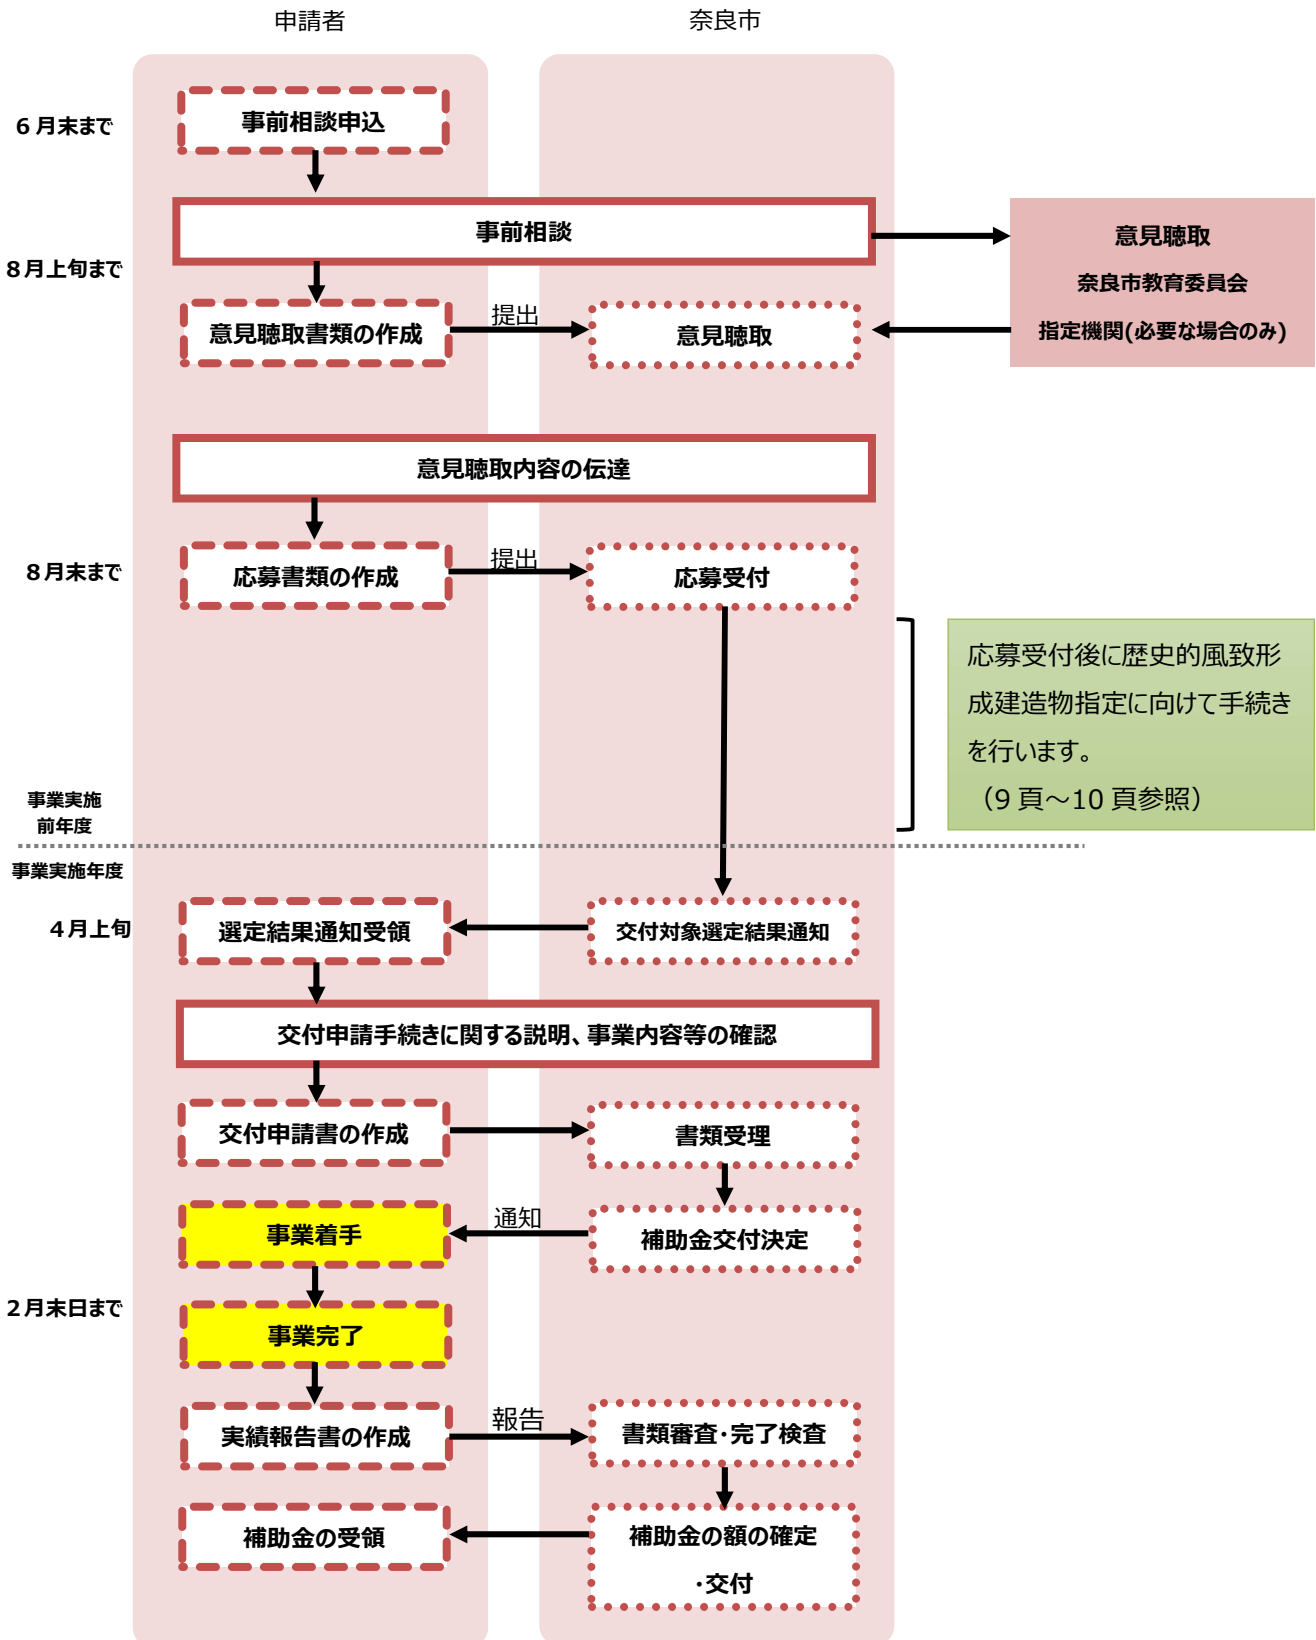 申請者
奈良市
6月末まで
事前相談申込
事前相談
意見聴取
奈良市教育委員会
指定機関(必要な場合のみ)
8月上旬まで
意見聴取書類の作成
提出
意見聴取
意見聴取内容の伝達
8月末まで
応募書類の作成
提出
応募受付
応募受付後に歴史的風致形
成建造物指定に向けて手続き
を行います。
（9頁～10頁参照）
事業実施
前年度
事業実施年度
4月上旬
選定結果通知受領
交付対象選定結果通知
交付申請手続きに関する説明、事業内容等の確認
交付申請書の作成
書類受理
事業着手
通知
補助金交付決定
2月末日まで
事業完了
実績報告書の作成
報告
書類審査・完了検査
補助金の受領
補助金の額の確定
・交付